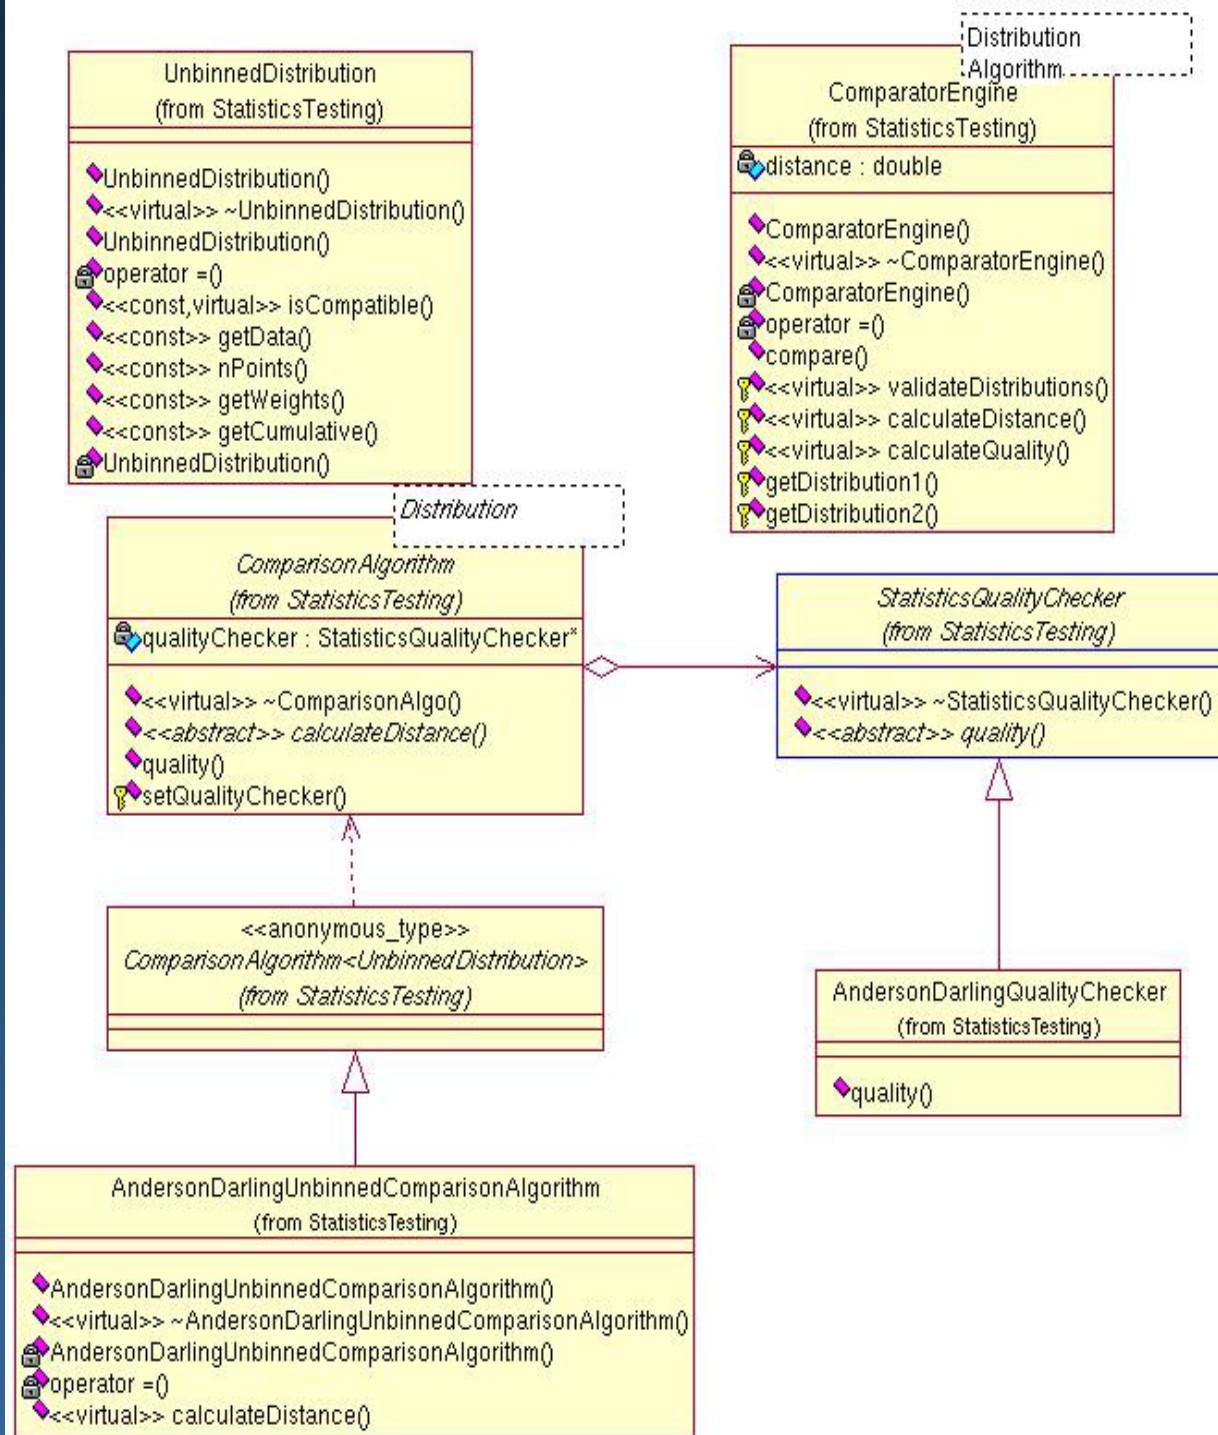 UnbinnedDistribution
(from StatisticsTesting)
UnbinnedDistribution()
<<virtual>> ~UnbinnedDistribution()
UnbinnedDistribution()
operator =()
<<const,virtual>> isCompatible()
<<const>> getData()
<<const>> nPoints()
<<const>> getWeights()
<<const>> getCumulative()
UnbinnedDistribution()
Distribution
Algorithm
ComparatorEngine
(from StatisticsTesting)
distance : double
ComparatorEngine()
<<virtual>> ~ComparatorEngine()
ComparatorEngine()
operator =()
compare()
<<virtual>> validateDistributions()
<<virtual>> calculateDistance()
<<virtual>> calculateQuality()
getDistribution1()
getDistribution2()
Distribution
ComparisonAlgorithm
(from StatisticsTesting)
qualityChecker : StatisticsQualityChecker*
<<virtual>> ~ComparisonAlgo()
<<abstract>> calculateDistance()
quality()
setQualityChecker()
StatisticsQualityChecker
(from StatisticsTesting)
<<virtual>> ~StatisticsQualityChecker()
<<abstract>> quality()
<<anonymous_type>>
ComparisonAlgorithm<UnbinnedDistribution>
(from StatisticsTesting)
AndersonDarlingQualityChecker
(from StatisticsTesting)
quality()
AndersonDarlingUnbinnedComparisonAlgorithm
(from StatisticsTesting)
AndersonDarlingUnbinnedComparisonAlgorithm()
<<virtual>> ~AndersonDarlingUnbinnedComparisonAlgorithm()
AndersonDarlingUnbinnedComparisonAlgorithm()
operator =()
<<virtual>> calculateDistance()